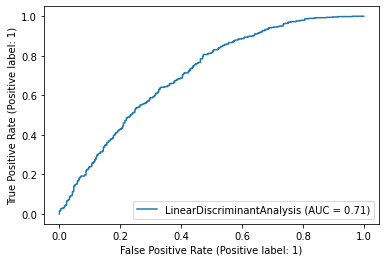 True Positive Rate (Positive label: 1)
1.0
0.8
0.6
0.4
0.2
0.0
LinearDiscriminantAnalysis (AUC = 0.71)
0.0 0.2 0.4 0.6 0.8 1.0
False Positive Rate (Positive label: 1)